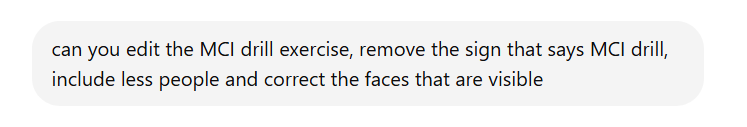 can you edit the MCI drill exercise, remove the sign that says MCI drill,
include less people and correct the faces that are visible